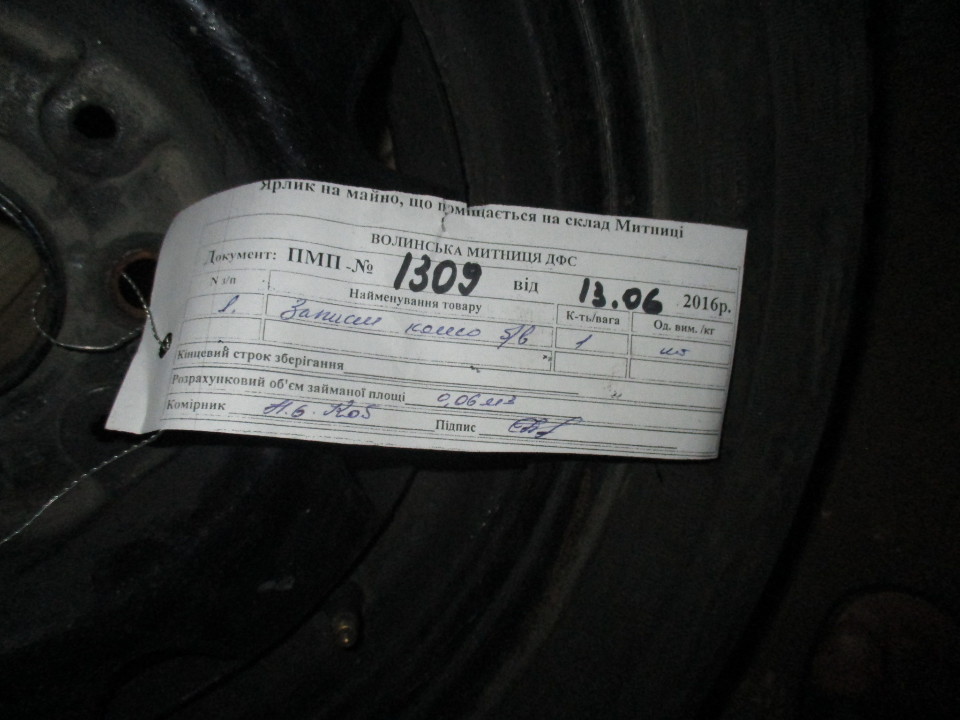 Ярлик на майно, що поміщається на склад Митниці
ВОЛИНСЬКА МИТНИЦЯ ДФС
Документ: ПМП -№ 1309 від 13.06 2016р.
N з/п Найменування товару К-ть/вага Од. вим. /кг
1. колесо б/в 1 шт
Кінцевий строк зберігання
Розрахунковий об'єм займаної площі 0,06 м3
Комірник
Підпис